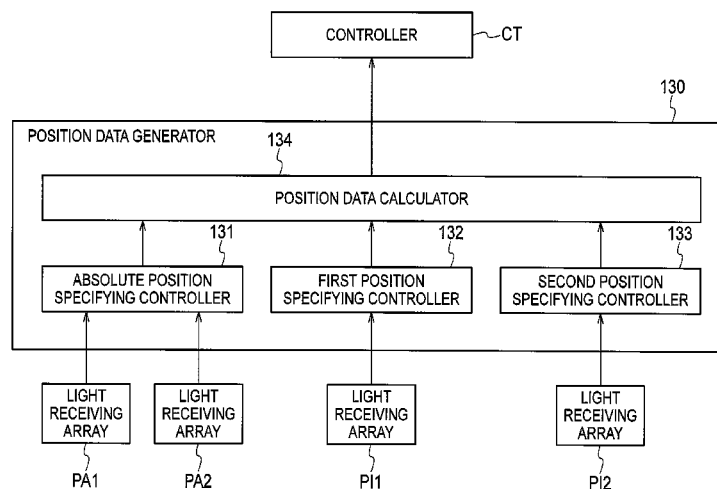 CONTROLLER
CT
130
POSITION DATA GENERATOR
134
POSITION DATA CALCULATOR
131
132
133
ABSOLUTE POSITION
SPECIFYING CONTROLLER
FIRST POSITION
SPECIFYING CONTROLLER
SECOND POSITION
SPECIFYING CONTROLLER
LIGHT
RECEIVING
ARRAY
LIGHT
RECEIVING
ARRAY
LIGHT
RECEIVING
ARRAY
LIGHT
RECEIVING
ARRAY
PA1
PA2
PI1
PI2